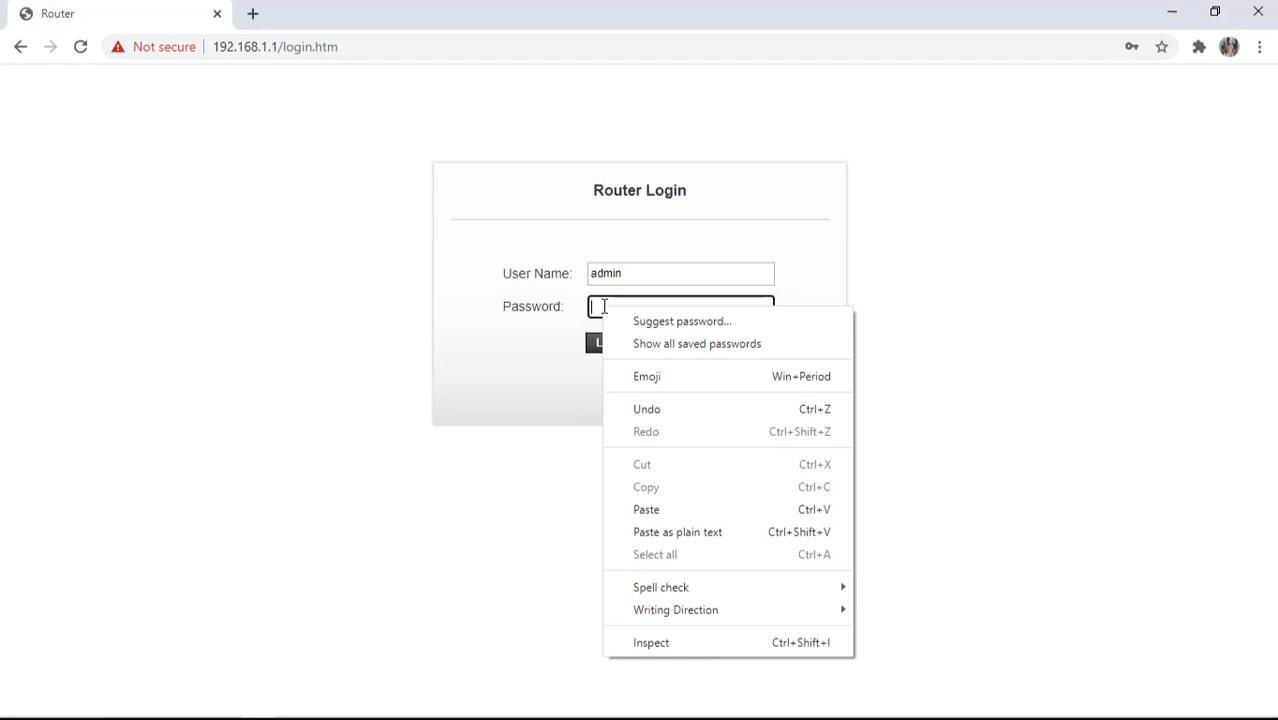 Router
Not secure 192.168.1.1/login.htm
Router Login
User Name: admin
Password:
L
Suggest password...
Show all saved passwords
Emoji Win+Period
Undo Ctrl+Z
Redo Ctrl+Shift+Z
Cut Ctrl+X
Copy Ctrl+C
Paste Ctrl+V
Paste as plain text Ctrl+Shift+V
Select all Ctrl+A
Spell check
Writing Direction
Inspect Ctrl+Shift+I